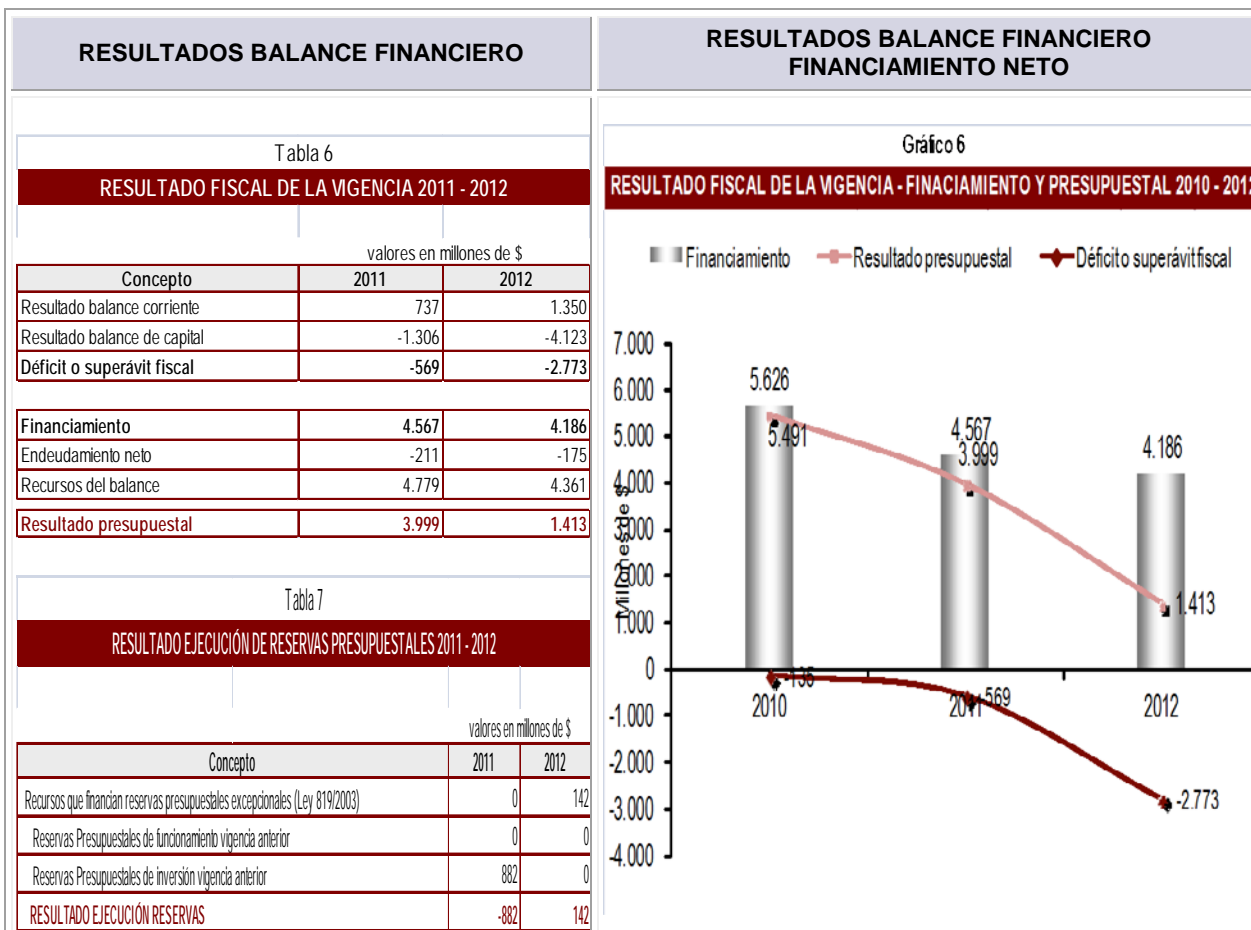 RESULTADOS BALANCE FINANCIERO
Tabla 6
RESULTADO FISCAL DE LA VIGENCIA 2011 - 2012
valores en millones de $
Concepto 2011 2012
Resultado balance corriente 737 1.350
Resultado balance de capital -1.306 -4.123
Déficit o superávit fiscal -569 -2.773
Financiamiento 4.567 4.186
Endeudamiento neto -211 -175
Recursos del balance 4.779 4.361
Resultado presupuestal 3.999 1.413
Tabla 7
RESULTADO EJECUCIÓN DE RESERVAS PRESUPUESTALES 2011 - 2012
valores en millones de $
Concepto 2011 2012
Recursos que financian reservas presupuestales excepcionales (Ley 819/2003) 0 142
Reservas Presupuestales de funcionamiento vigencia anterior 0 0
Reservas Presupuestales de inversión vigencia anterior 882 0
RESULTADO EJECUCIÓN RESERVAS -882 142
RESULTADOS BALANCE FINANCIERO
FINANCIAMIENTO NETO
Gráfico 6
RESULTADO FISCAL DE LA VIGENCIA - FINACIAMIENTO Y PRESUPUESTAL 2010 - 2012
Financiamiento Resultado presupuestal Déficito superávit fiscal
Millones de $
7.000
6.000
5.000
4.000
3.000
2.000
1.000
0
-1.000
-2.000
-3.000
-4.000
5.626
5.491
4.567
3.999
4.186
1.413
-135
-569
-2.773
2010 2011 2012